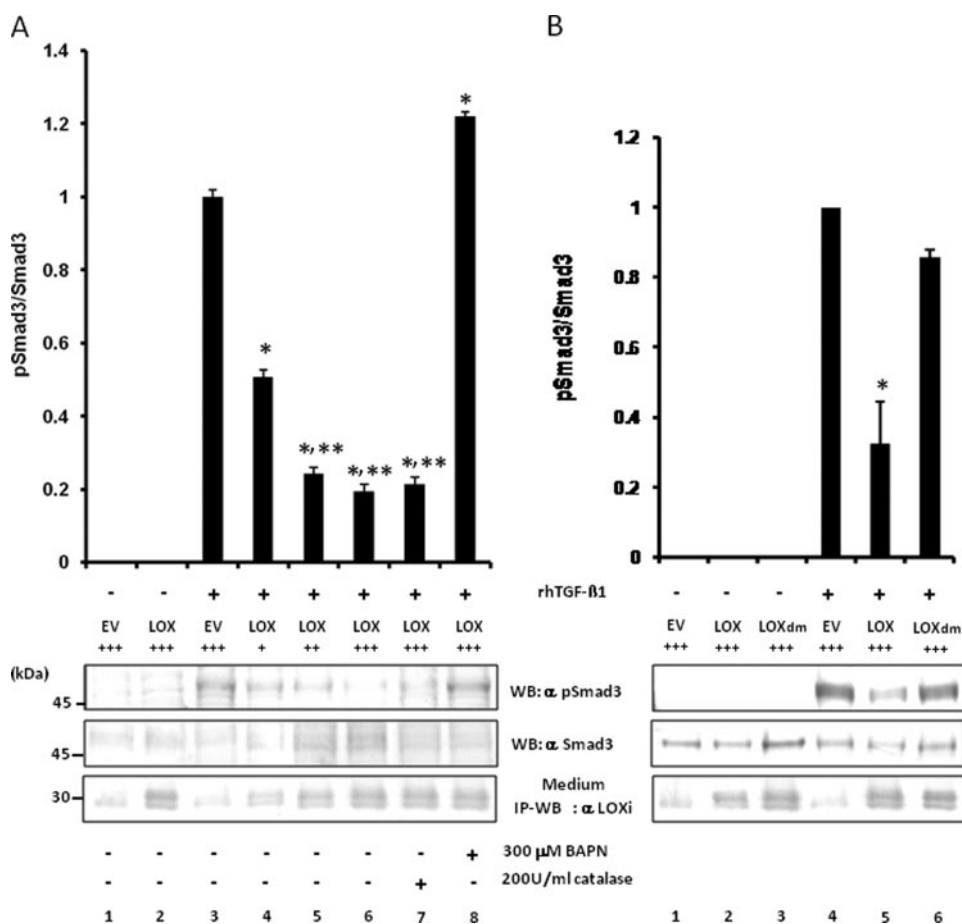 A
B
1.4
1.2
1
0.8
0.6
0.4
0.2
0
pSmad3/Smad3
*
*
*,**
*,**
*,**
*
1.2
1
0.8
0.6
0.4
0.2
0
pSmad3/Smad3
*
- - + + + + + + rhTGF-ß1 - - - + + +
EV LOX EV LOX LOX LOX LOX LOX EV LOX LOXdm EV LOX LOXdm
+++ +++ +++ + ++ +++ +++ +++ +++ +++ +++ +++ +++ +++
(kDa)
45
WB: α pSmad3
45
WB: α Smad3
30
Medium
IP-WB : α LOXi
- - - - - - - + 300 µM BAPN
- - - - - - + - 200U/ml catalase
1 2 3 4 5 6 7 8 1 2 3 4 5 6